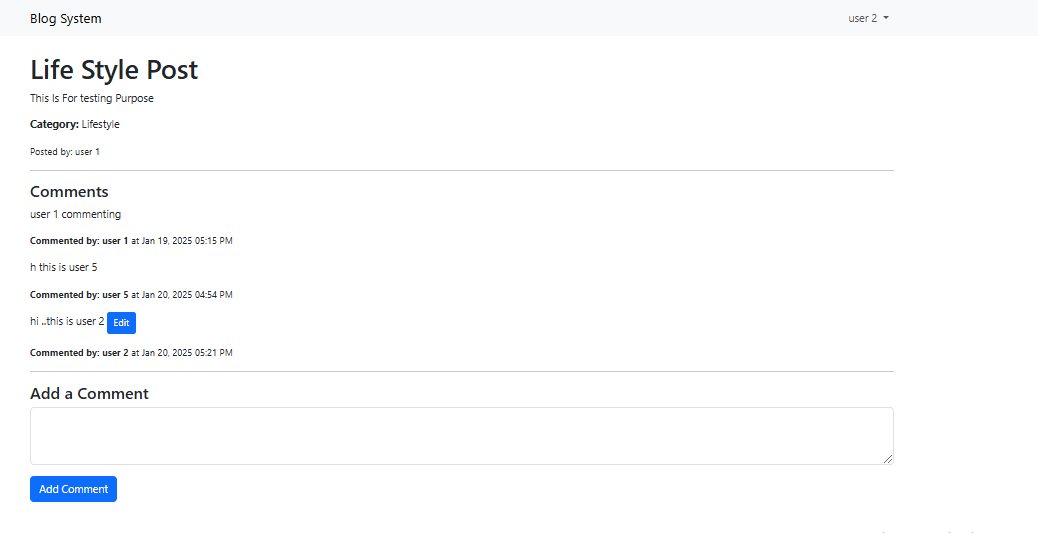 Blog System
user 2
Life Style Post
This Is For testing Purpose
Category: Lifestyle
Posted by: user 1
Comments
user 1 commenting
Commented by: user 1 at Jan 19, 2025 05:15 PM
h this is user 5
Commented by: user 5 at Jan 20, 2025 04:54 PM
hi ..this is user 2 Edit
Commented by: user 2 at Jan 20, 2025 05:21 PM
Add a Comment
Add Comment